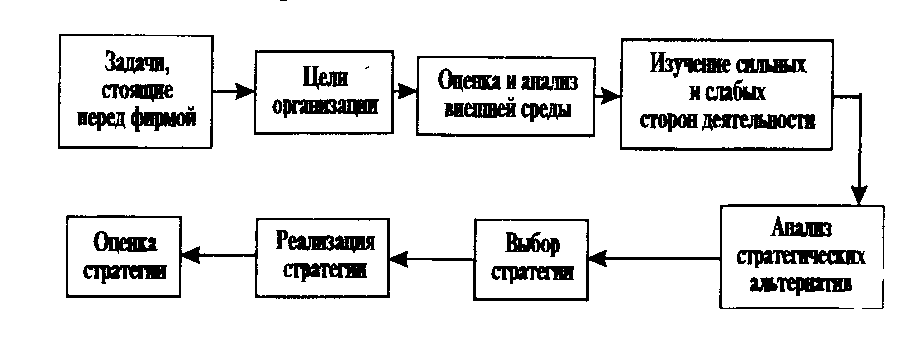 Задачи,
стоящие
перед фирмой
Цели
организации
Оценка и анализ
внешней среды
Изучение сильных
и слабых
сторон деятельности
Анализ
стратегических
альтернатив
Выбор
стратегии
Реализация
стратегии
Оценка
стратегии